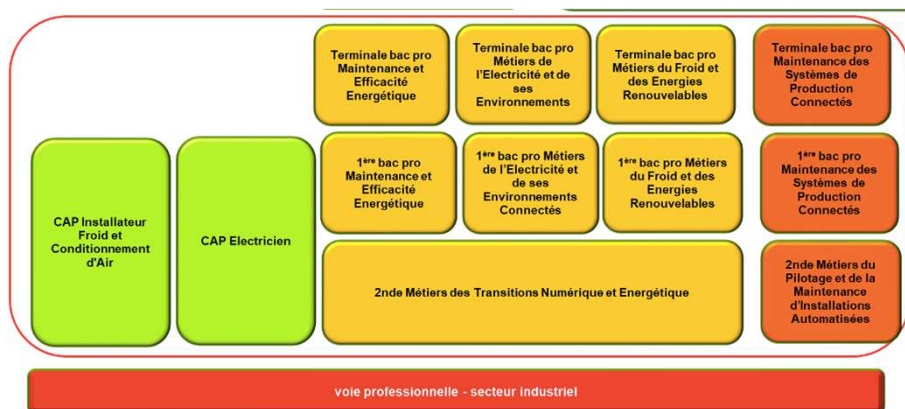 Terminale bac pro
Maintenance et
Efficacité
Energétique
Terminale bac pro
Métiers de
l'Electricité et de
ses
Environnements
Terminale bac pro
Métiers du Froid et
des Energies
Renouvelables
Terminale bac pro
Maintenance des
Systèmes de
Production
Connectés
CAP Installateur
Froid et
Conditionnement
d'Air
CAP Electricien
1ère bac pro
Maintenance et
Efficacité
Energétique
1ère bac pro Métiers
de l'Electricité et
de ses
Environnements
Connectés
1ère bac pro Métiers
du Froid et des
Energies
Renouvelables
1ère bac pro
Maintenance des
Systèmes de
Production
Connectés
2nde Métiers des Transitions Numérique et Energétique
2nde Métiers du
Pilotage et de la
Maintenance
d'Installations
Automatisées
voie professionnelle - secteur industriel